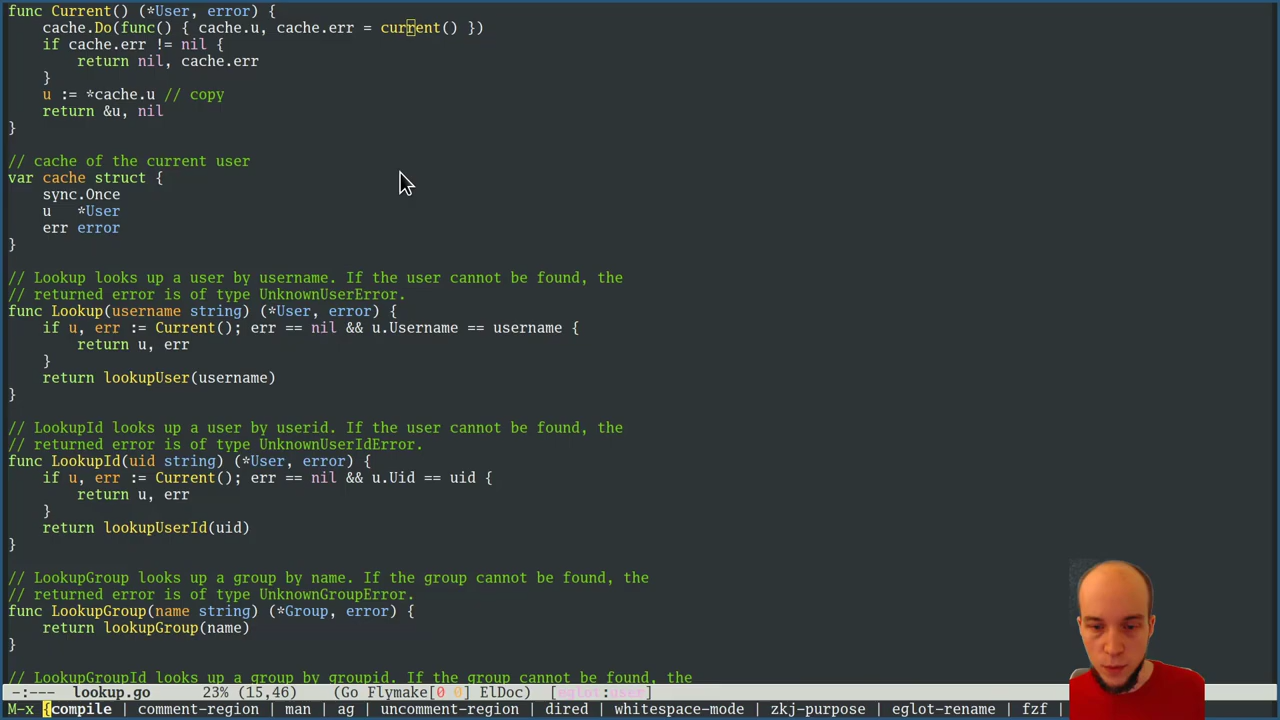 func Current() (*User, error) {
    cache.Do(func() { cache.u, cache.err = current() })
    if cache.err != nil {
        return nil, cache.err
    }
    u := *cache.u // copy
    return &u, nil
}

// cache of the current user
var cache struct {
    sync.Once
    u   *User
    err error
}

// Lookup looks up a user by username. If the user cannot be found, the
// returned error is of type UnknownUserError.
func Lookup(username string) (*User, error) {
    if u, err := Current(); err == nil && u.Username == username {
        return u, err
    }
    return lookupUser(username)
}

// LookupId looks up a user by userid. If the user cannot be found, the
// returned error is of type UnknownUserIdError.
func LookupId(uid string) (*User, error) {
    if u, err := Current(); err == nil && u.Uid == uid {
        return u, err
    }
    return lookupUserId(uid)
}

// LookupGroup looks up a group by name. If the group cannot be found, the
// returned error is of type UnknownGroupError.
func LookupGroup(name string) (*Group, error) {
    return lookupGroup(name)
}

// LookupGroupId looks up a group by groupid. If the group cannot be found, the
-:---  lookup.go      23% (15,46)     (Go Flymake[0 0] ElDoc)  [eglot:user]
M-x {compile | comment-region | man | ag | uncomment-region | dired | whitespace-mode | zkj-purpose | eglot-rename | fzf |